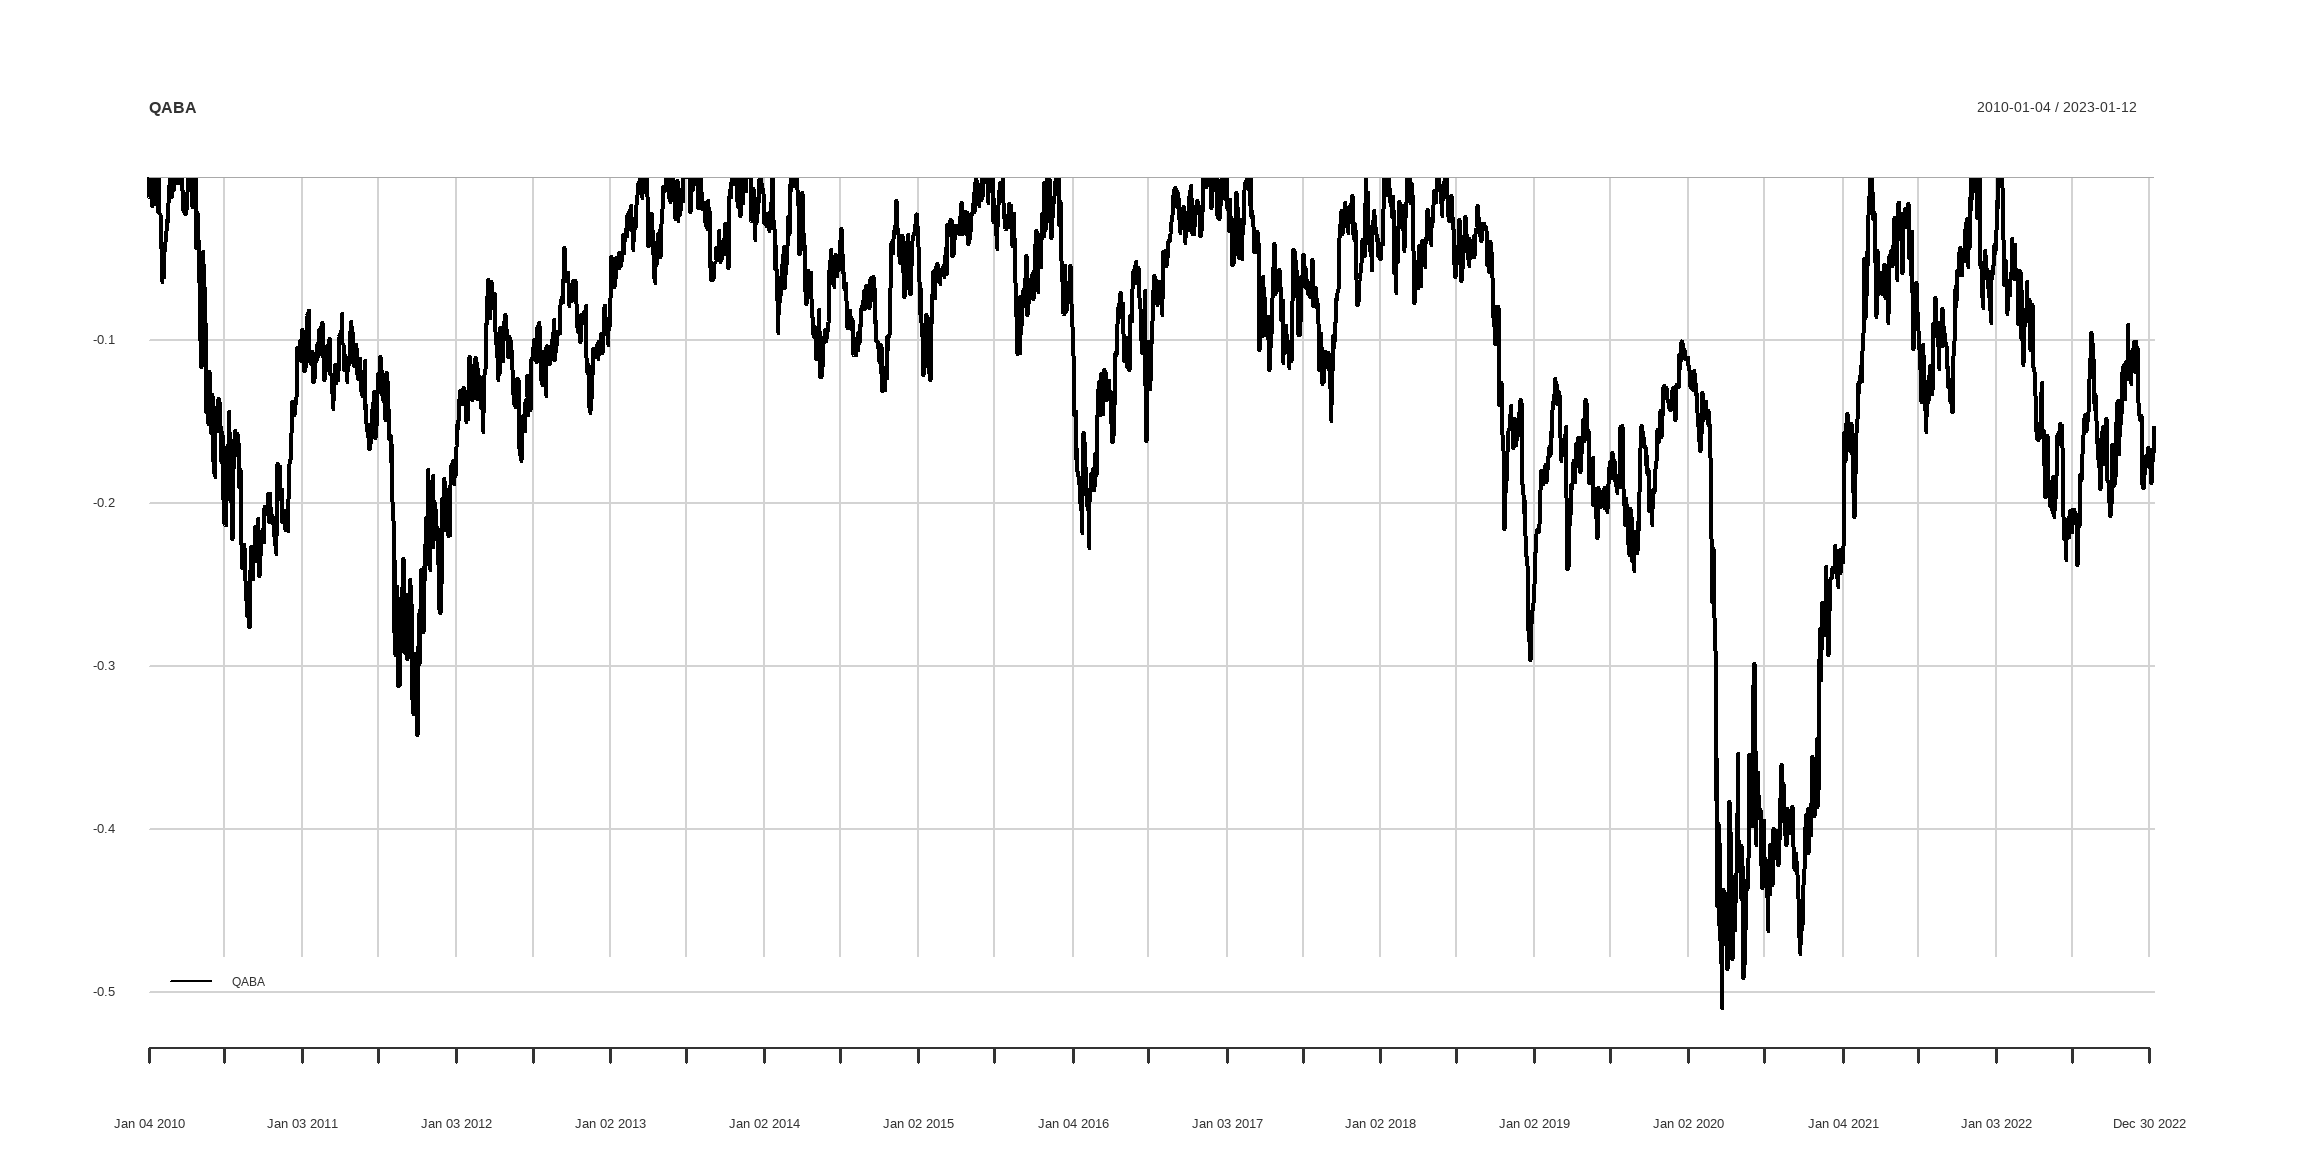 QABA
2010-01-04 / 2023-01-12
-0.1
-0.2
-0.3
-0.4
-0.5
QABA
Jan 04 2010
Jan 03 2011
Jan 03 2012
Jan 02 2013
Jan 02 2014
Jan 02 2015
Jan 04 2016
Jan 03 2017
Jan 02 2018
Jan 02 2019
Jan 02 2020
Jan 04 2021
Jan 03 2022
Dec 30 2022